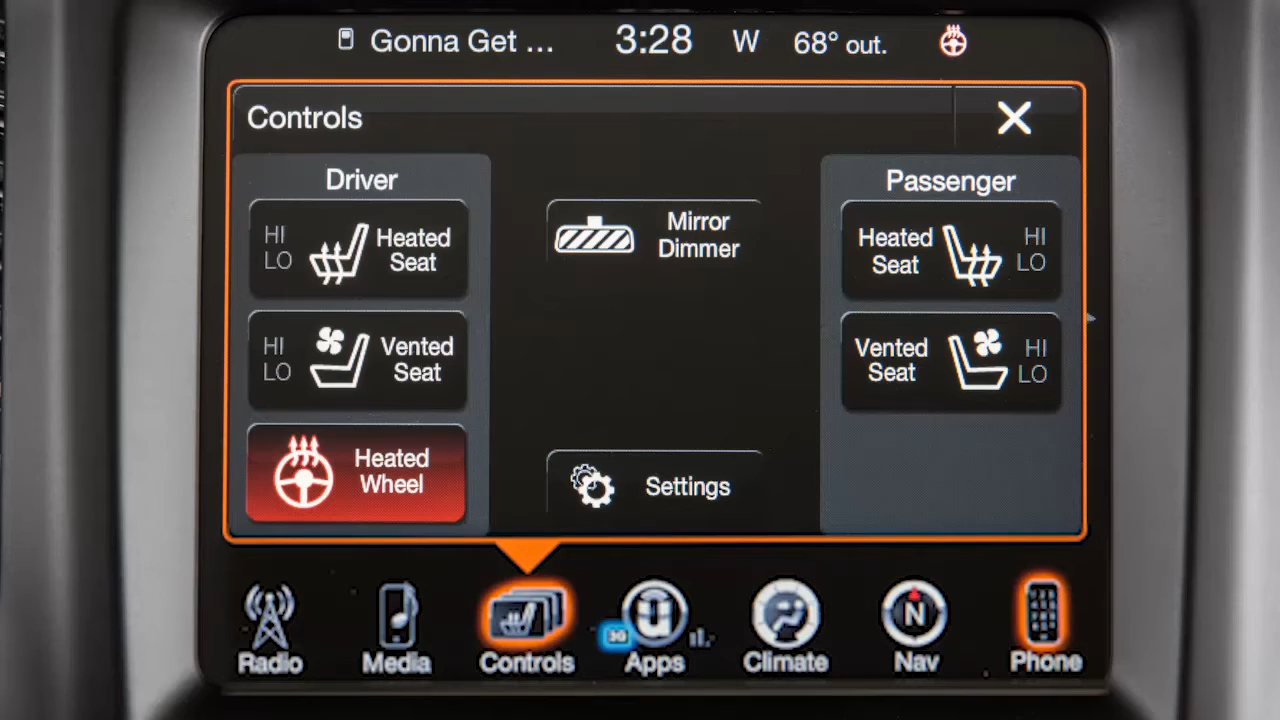 Gonna Get ... 3:28 W 68° out.
Controls
Driver
HI
LO
Heated
Seat
HI
LO
Vented
Seat
Heated
Wheel
Mirror
Dimmer
Settings
Passenger
Heated
Seat
HI
LO
Vented
Seat
HI
LO
Radio
Media
Controls
3G
Apps
Climate
N
Nav
Phone